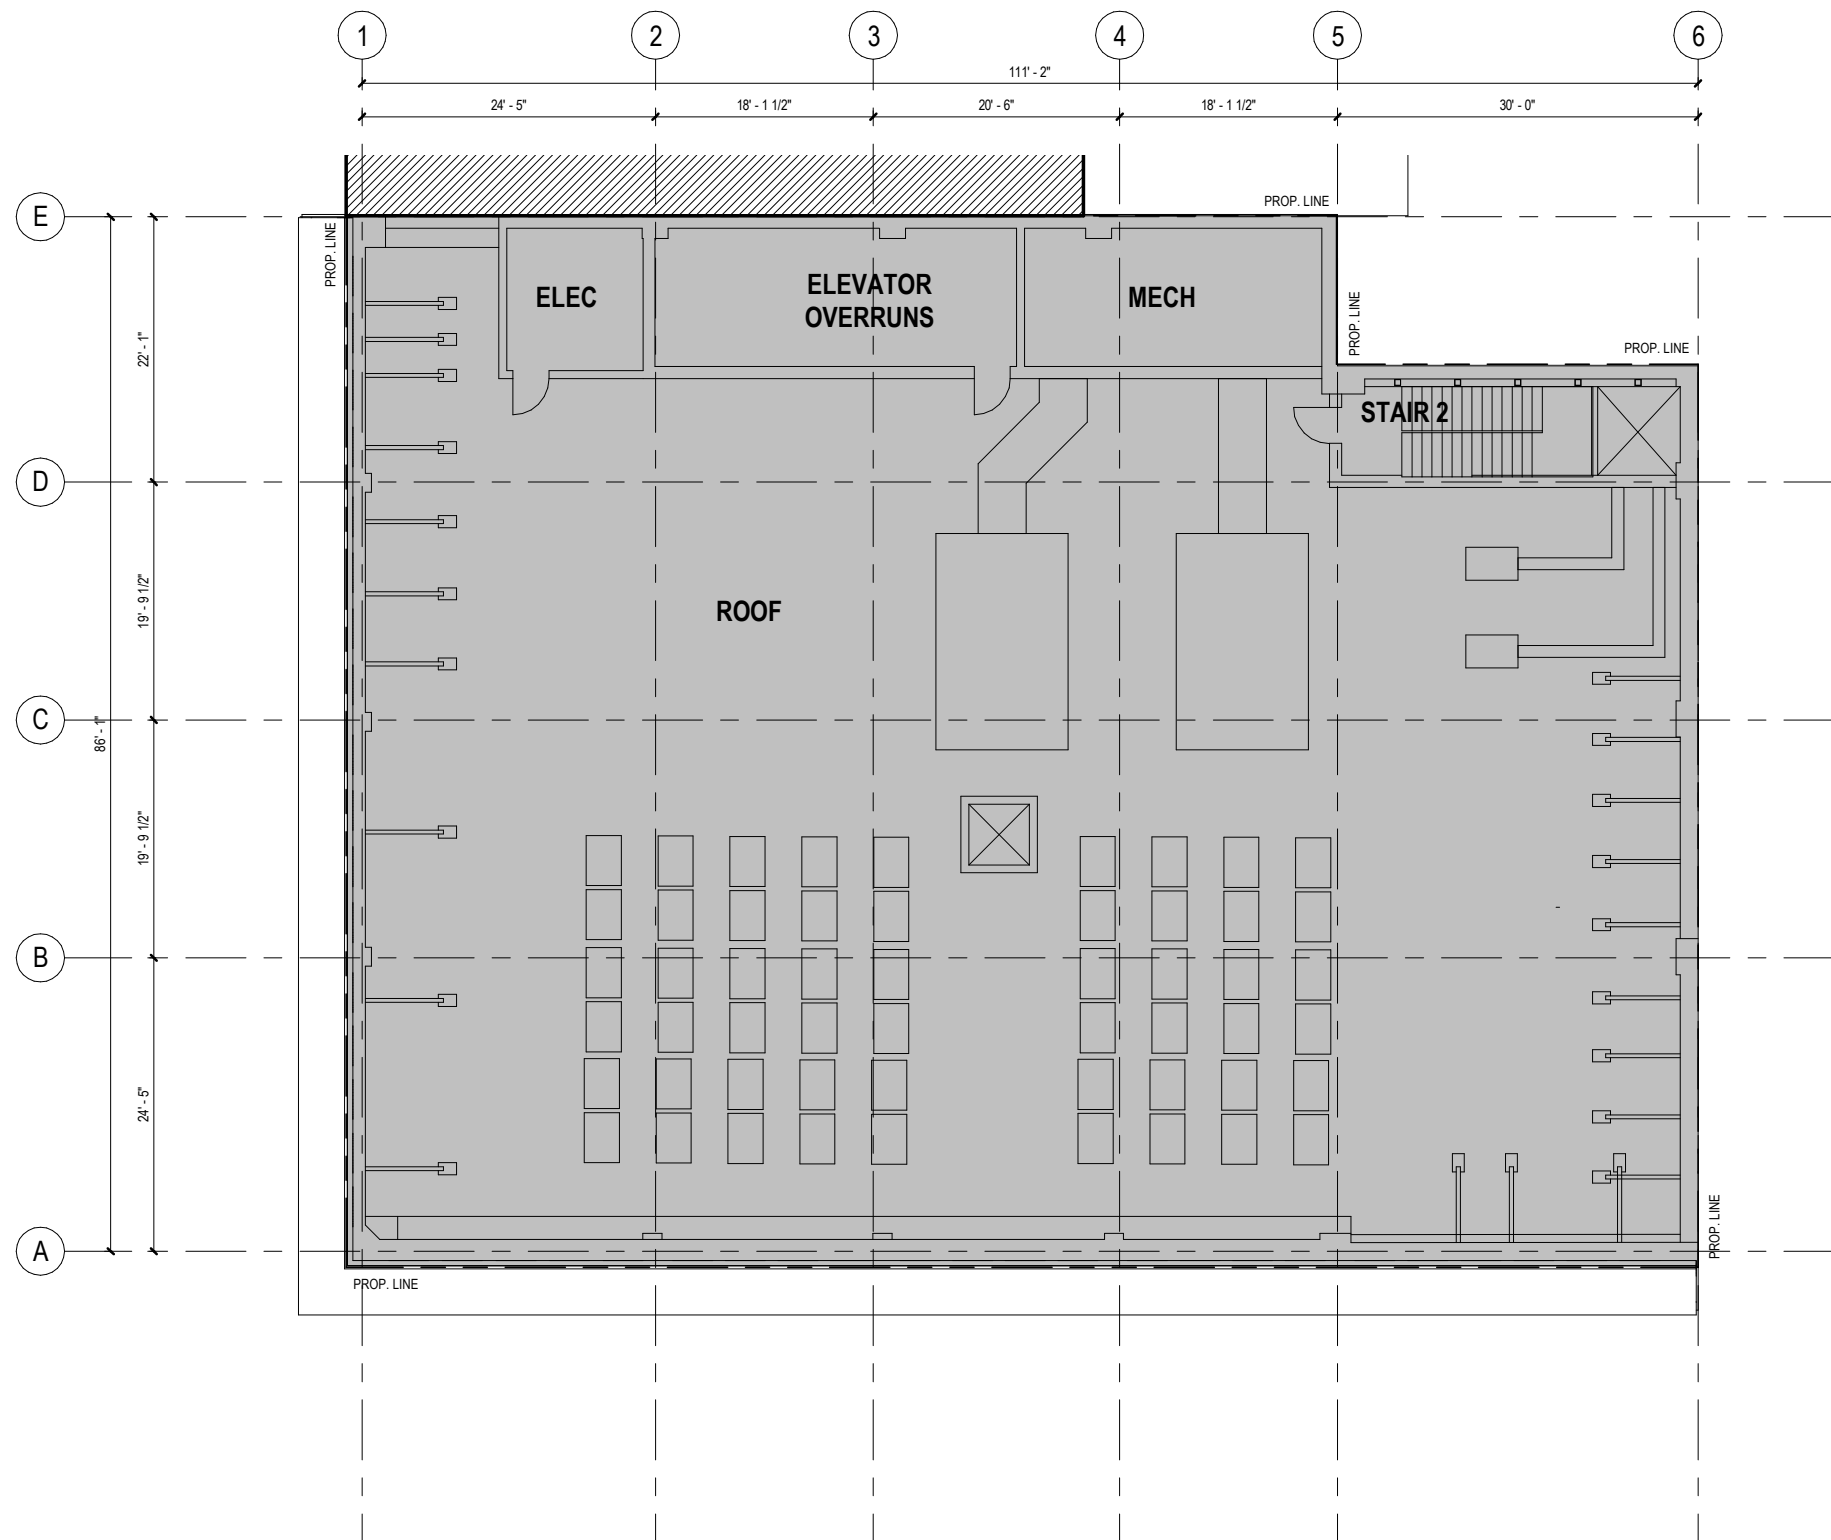 1 2 3 4 5 6
111' - 2"
24' - 5" 18' - 1 1/2" 20' - 6" 18' - 1 1/2" 30' - 0"
PROP. LINE
E
PROP. LINE
ELEC
ELEVATOR
OVERRUNS
MECH
PROP. LINE
PROP. LINE
22' - 1"
STAIR 2
D
19' - 9 1/2"
ROOF
C
86' - 1"
19' - 9 1/2"
B
24' - 5"
A
PROP. LINE
PROP. LINE